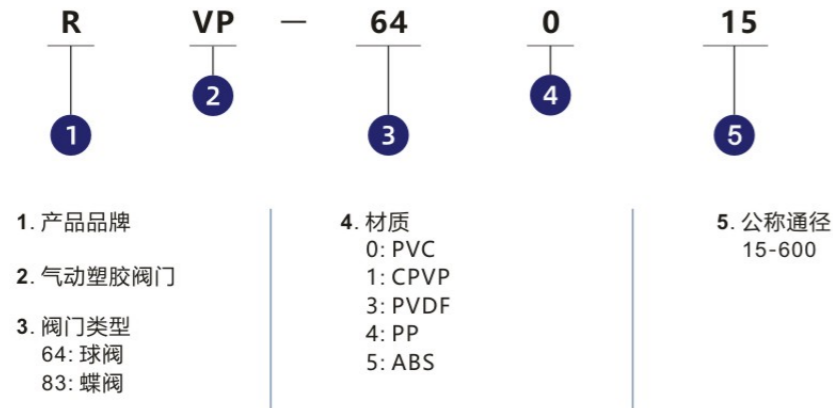 R VP — 64 0 15
1 2 3 4 5
1. 产品品牌
2. 气动塑胶阀门
3. 阀门类型
64: 球阀
83: 蝶阀
4. 材质
0: PVC
1: CPVP
3: PVDF
4: PP
5: ABS
5. 公称通径
15-600